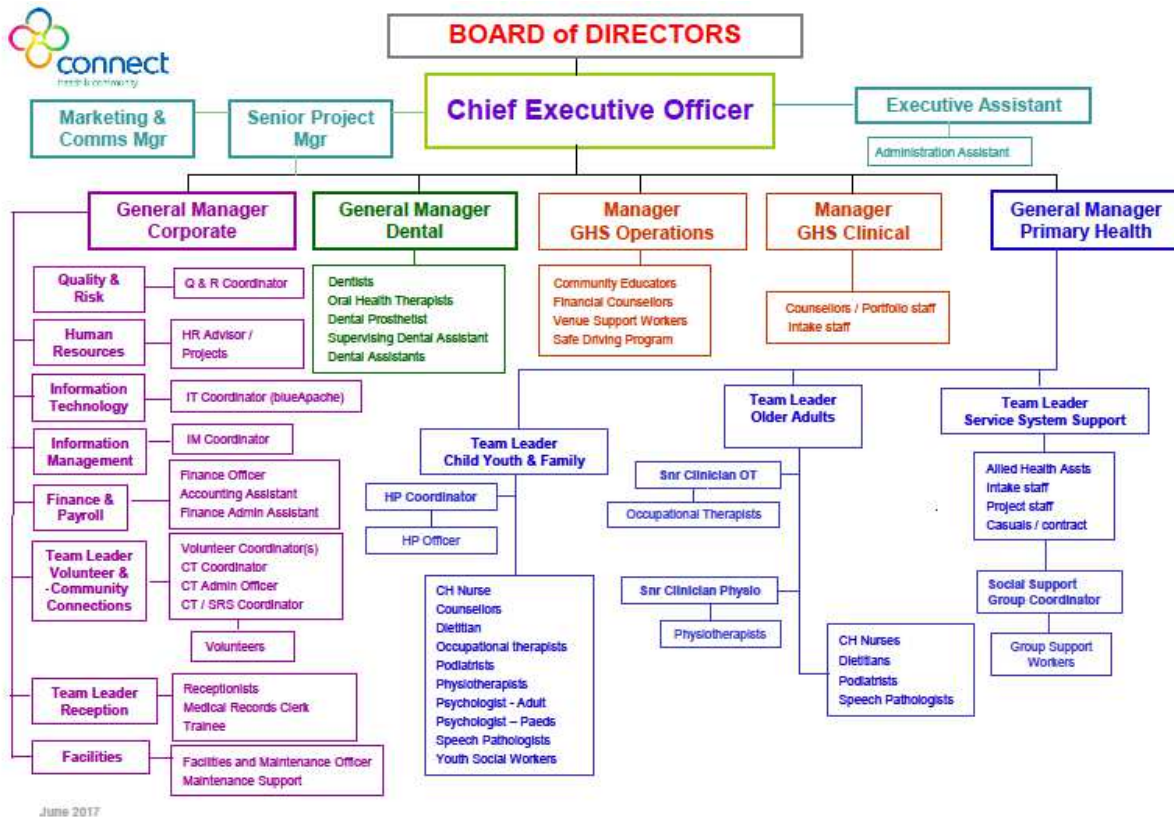 connect
health & community
BOARD of DIRECTORS
Chief Executive Officer
Marketing &
Comms Mgr
Senior Project
Mgr
Executive Assistant
Administration Assistant
General Manager
Corporate
General Manager
Dental
Manager
GHS Operations
Manager
GHS Clinical
General Manager
Primary Health
Quality &
Risk
Q & R Coordinator
Human
Resources
HR Advisor /
Projects
Information
Technology
IT Coordinator (blueApache)
Information
Management
IM Coordinator
Finance &
Payroll
Finance Officer
Accounting Assistant
Finance Admin Assistant
Team Leader
Volunteer &
-Community
Connections
Volunteer Coordinator(s)
CT Coordinator
CT Admin Officer
CT / SRS Coordinator
Volunteers
Team Leader
Reception
Receptionists
Medical Records Clerk
Trainee
Facilities
Facilities and Maintenance Officer
Maintenance Support
Dentists
Oral Health Therapists
Dental Prosthetist
Supervising Dental Assistant
Dental Assistants
Community Educators
Financial Counsellors
Venue Support Workers
Safe Driving Program
Counsellors / Portfolio staff
Intake staff
Team Leader
Child Youth & Family
HP Coordinator
HP Officer
CH Nurse
Counsellors
Dietitian
Occupational therapists
Podiatrists
Physiotherapists
Psychologist - Adult
Psychologist – Paeds
Speech Pathologists
Youth Social Workers
Team Leader
Older Adults
Snr Clinician OT
Occupational Therapists
Snr Clinician Physio
Physiotherapists
CH Nurses
Dietitians
Podiatrists
Speech Pathologists
Team Leader
Service System Support
Allied Health Assts
Intake staff
Project staff
Casuals / contract
Social Support
Group Coordinator
Group Support
Workers
June 2017